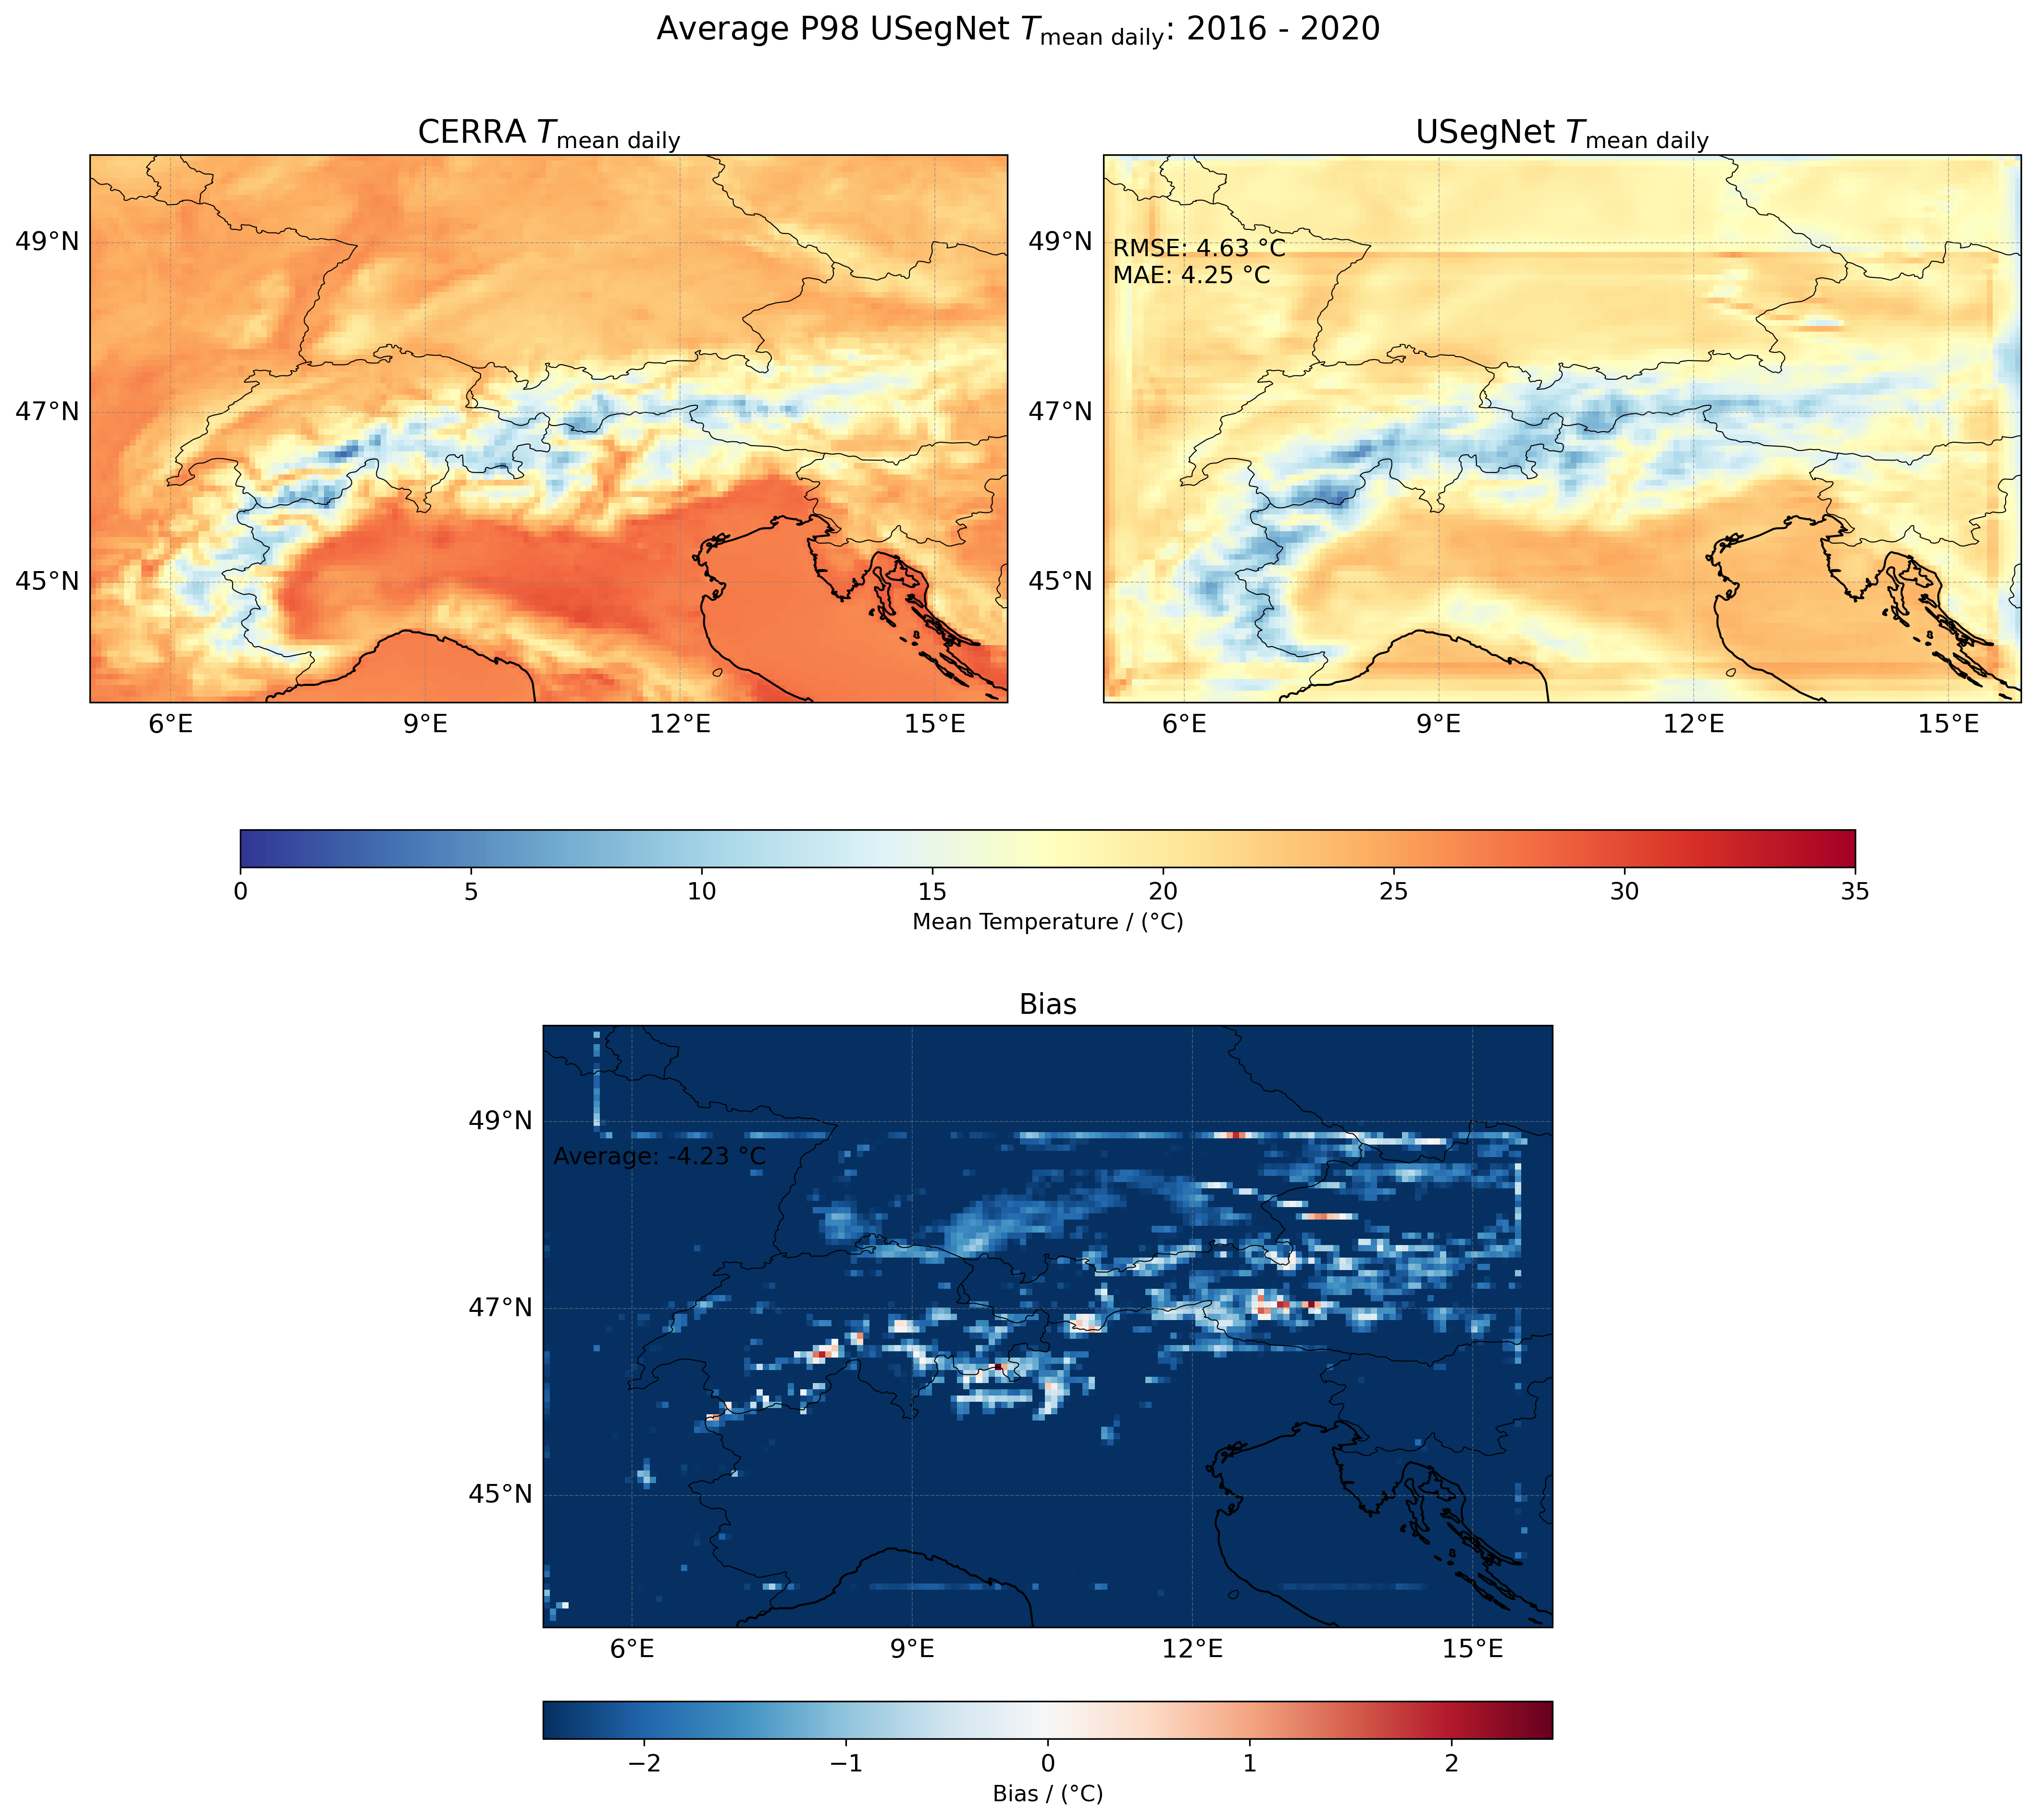 Average P98 USegNet T mean daily: 2016 - 2020
CERRA T mean daily
USegNet T mean daily
49°N
47°N
45°N
6°E 9°E 12°E 15°E
49°N
47°N
45°N
RMSE: 4.63 °C
MAE: 4.25 °C
6°E 9°E 12°E 15°E
0 5 10 15 20 25 30 35
Mean Temperature / (°C)
Bias
49°N
47°N
45°N
Average: -4.23 °C
6°E 9°E 12°E 15°E
−2 −1 0 1 2
Bias / (°C)